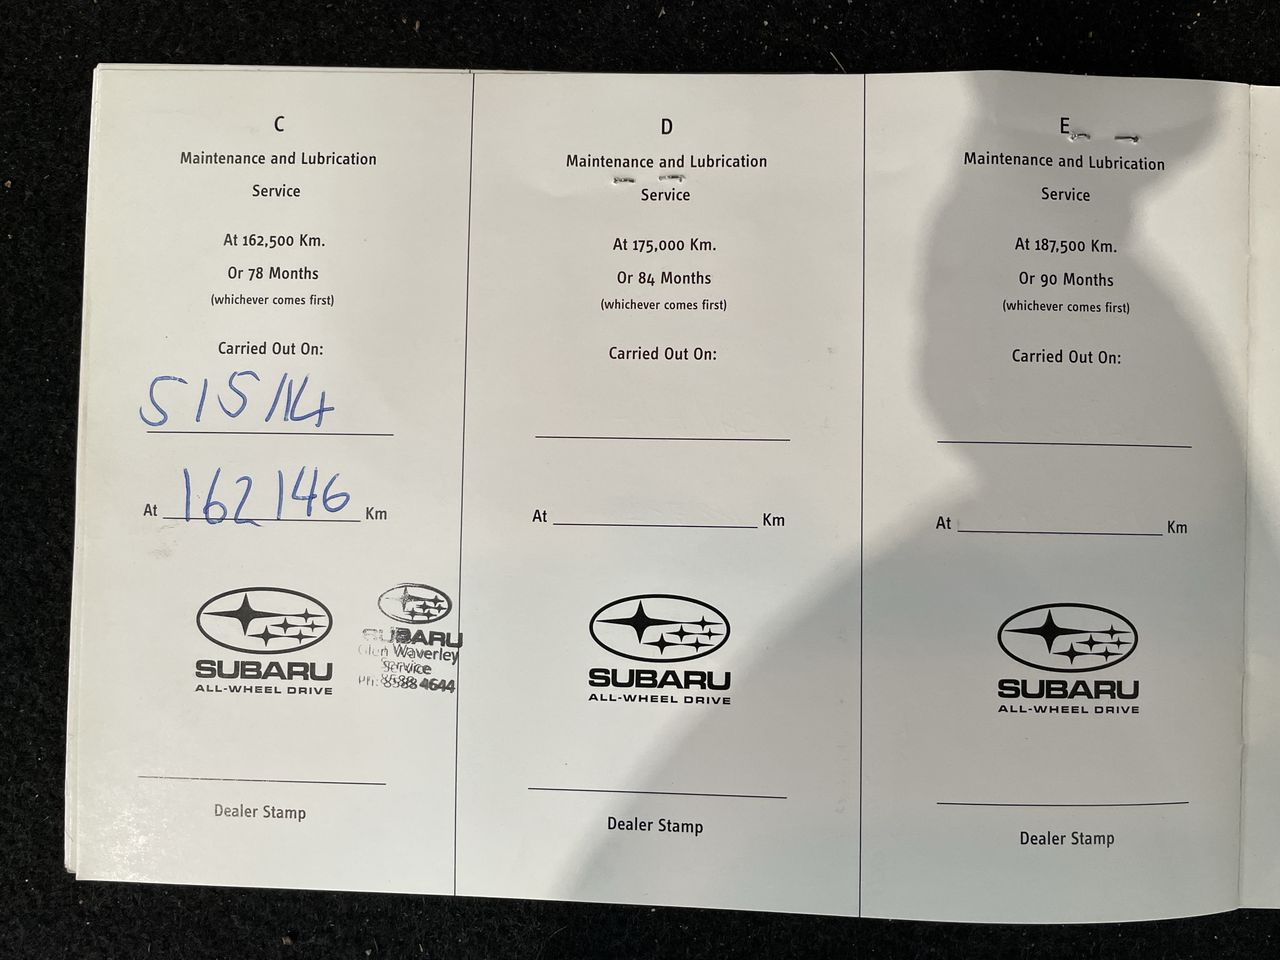 C
Maintenance and Lubrication
Service
At 162,500 Km.
Or 78 Months
(whichever comes first)
Carried Out On:
5/5/14
At 162146 Km
SUBARU
ALL-WHEEL DRIVE
SUBARU
Glen Waverley
Service
PH: 8588 4644
Dealer Stamp
D
Maintenance and Lubrication
Service
At 175,000 Km.
Or 84 Months
(whichever comes first)
Carried Out On:
At Km
SUBARU
ALL-WHEEL DRIVE
Dealer Stamp
E
Maintenance and Lubrication
Service
At 187,500 Km.
Or 90 Months
(whichever comes first)
Carried Out On:
At Km
SUBARU
ALL-WHEEL DRIVE
Dealer Stamp